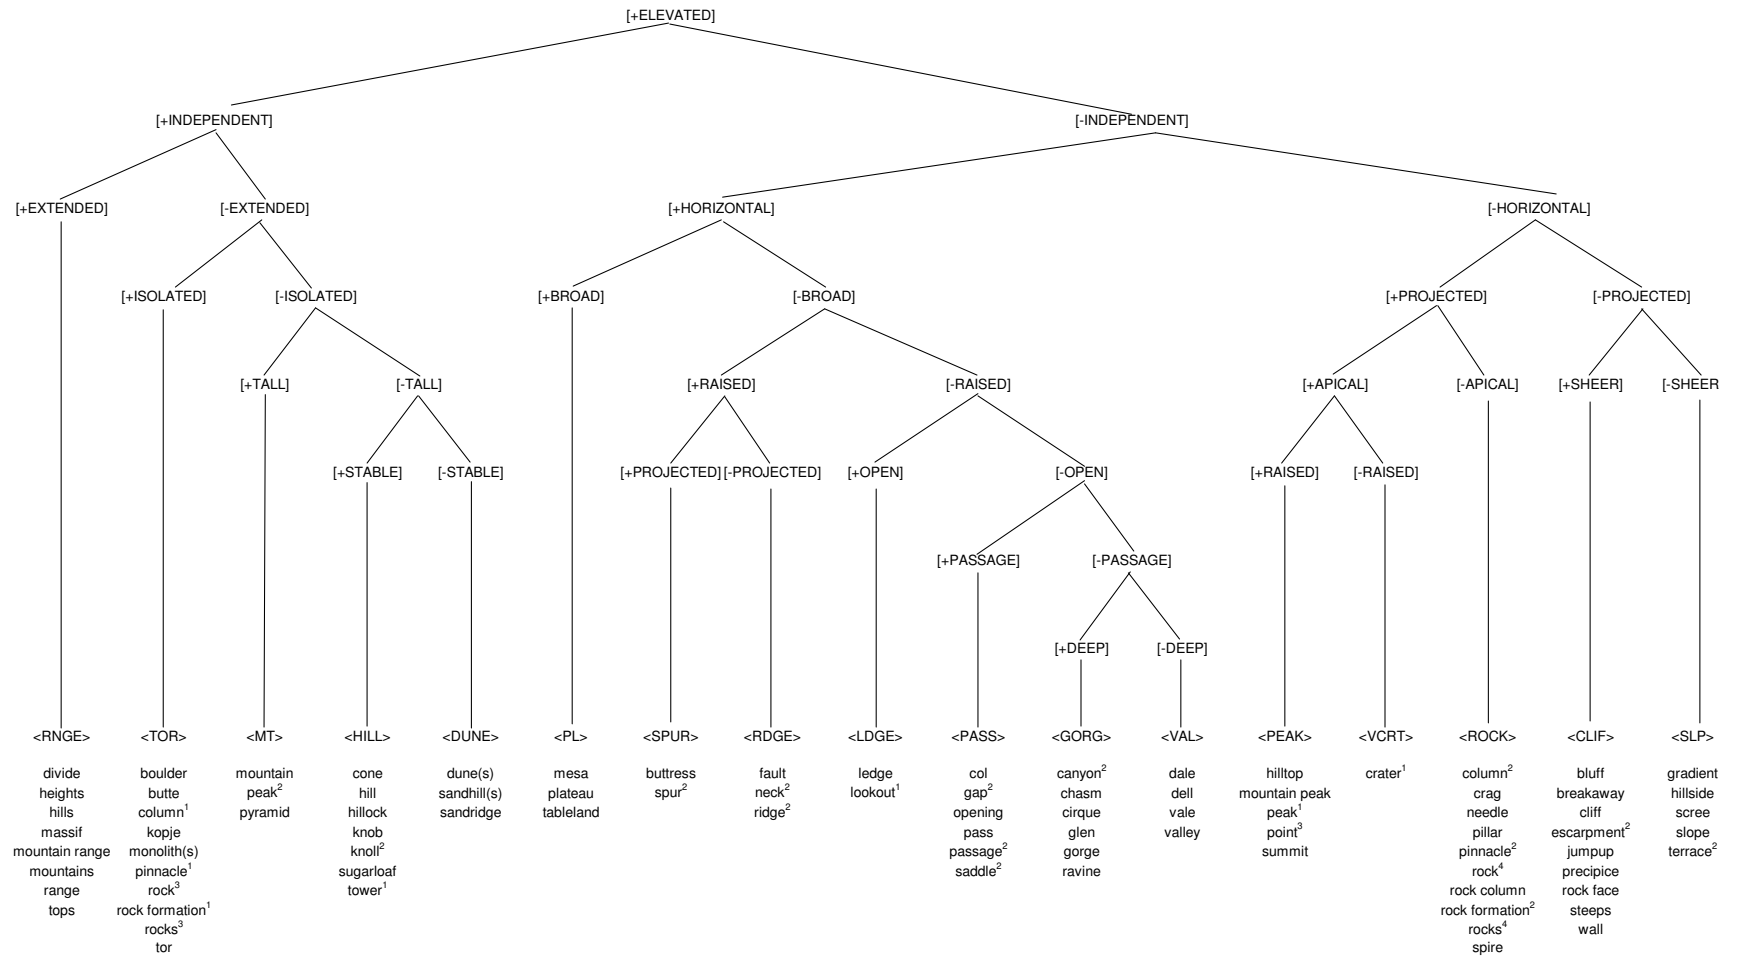 [+ELEVATED]
[+INDEPENDENT] [-INDEPENDENT]
[+EXTENDED] [-EXTENDED] [+HORIZONTAL] [-HORIZONTAL]
[+ISOLATED] [-ISOLATED] [+BROAD] [-BROAD] [+PROJECTED] [-PROJECTED]
[+TALL] [-TALL] [+RAISED] [-RAISED] [+APICAL] [-APICAL] [+SHEER] [-SHEER
[+STABLE] [-STABLE] [+PROJECTED] [-PROJECTED] [+OPEN] [-OPEN] [+RAISED] [-RAISED]
[+PASSAGE] [-PASSAGE]
[+DEEP] [-DEEP]
<RNGE> <TOR> <MT> <HILL> <DUNE> <PL> <SPUR> <RDGE> <LDGE> <PASS> <GORG> <VAL> <PEAK> <VCRT> <ROCK> <CLIF> <SLP>
divide boulder mountain cone dune(s) mesa buttress fault ledge col canyon² dale hilltop crater¹ column² bluff gradient
heights butte peak² hill sandhill(s) plateau spur² neck² lookout¹ gap² chasm dell mountain peak crag breakaway hillside
hills column¹ pyramid hillock sandridge tableland ridge² opening cirque vale peak¹ needle cliff scree
massif kopje knob pass glen valley point³ pillar escarpment² slope
mountain range monolith(s) knoll² passage² gorge summit pinnacle² jumpup terrace²
mountains pinnacle¹ sugarloaf saddle² ravine rock⁴ precipice
range rock³ tower¹ rock column rock face
tops rock formation¹ rock formation² steeps
rocks³ rocks⁴ wall
tor spire